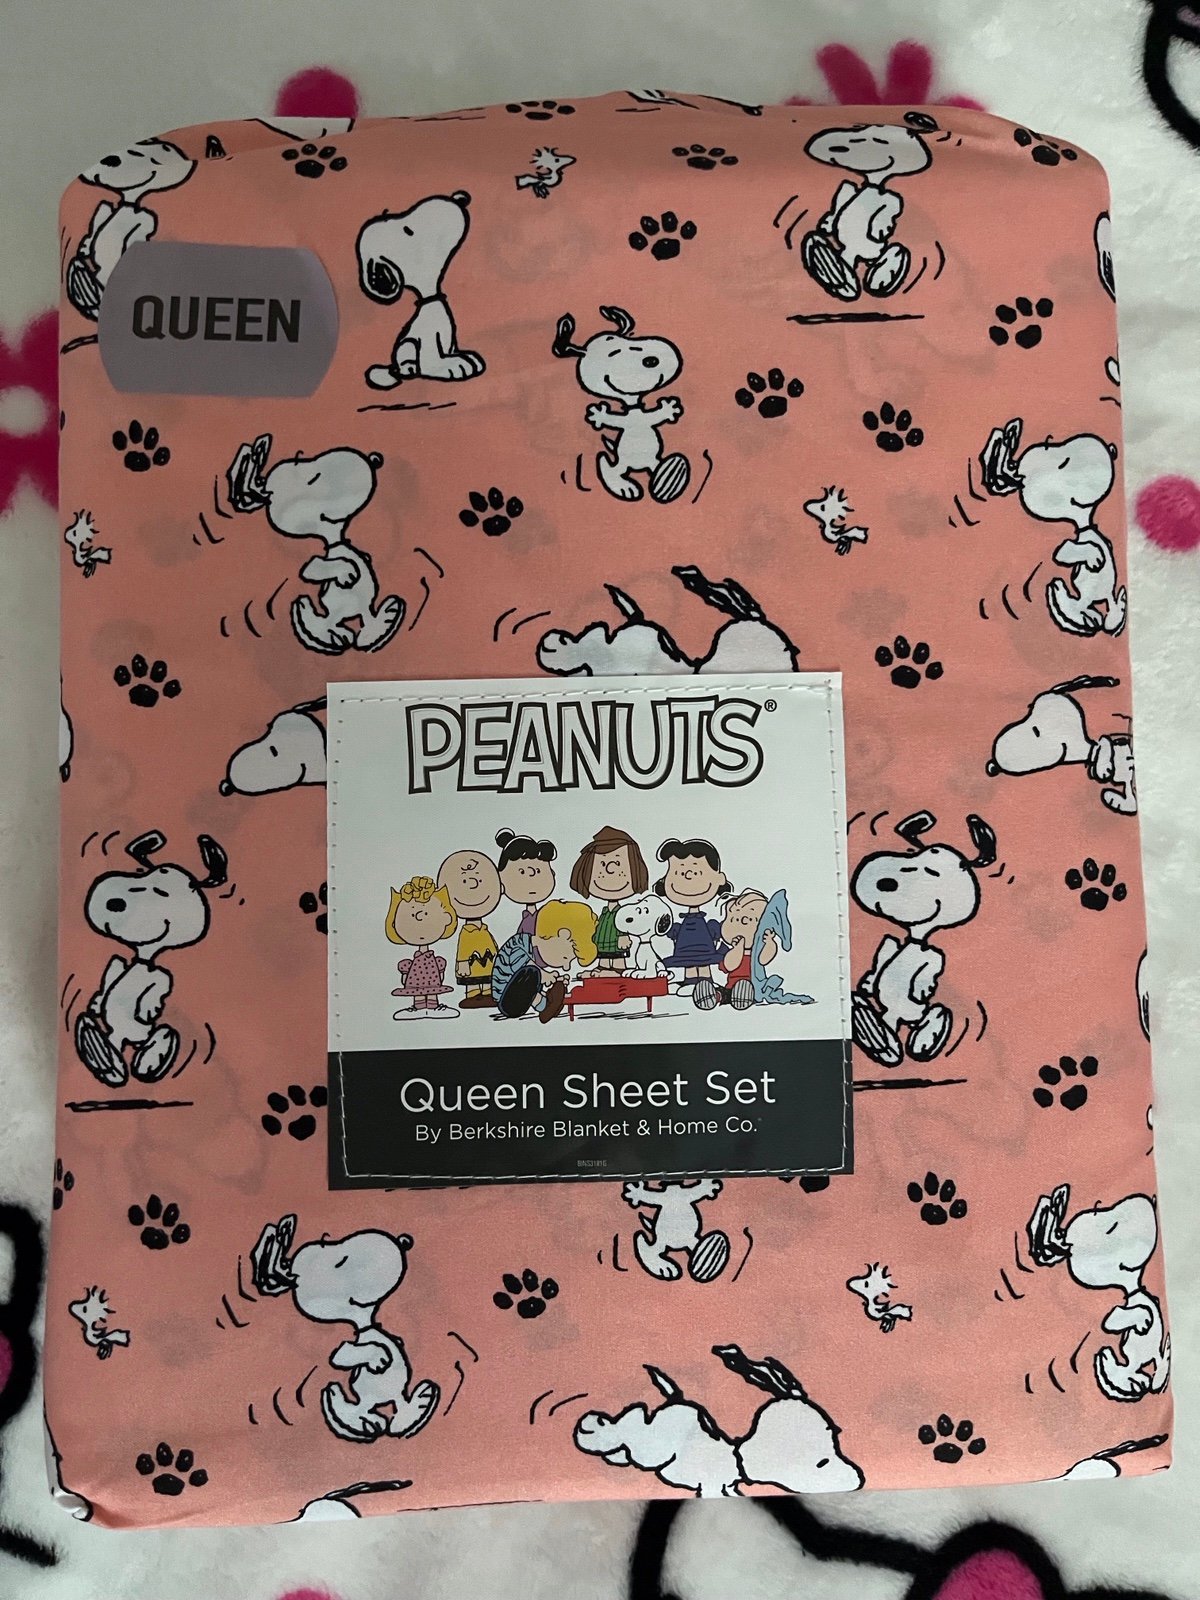 QUEEN
PEANUTS®
Queen Sheet Set
By Berkshire Blanket & Home Co.